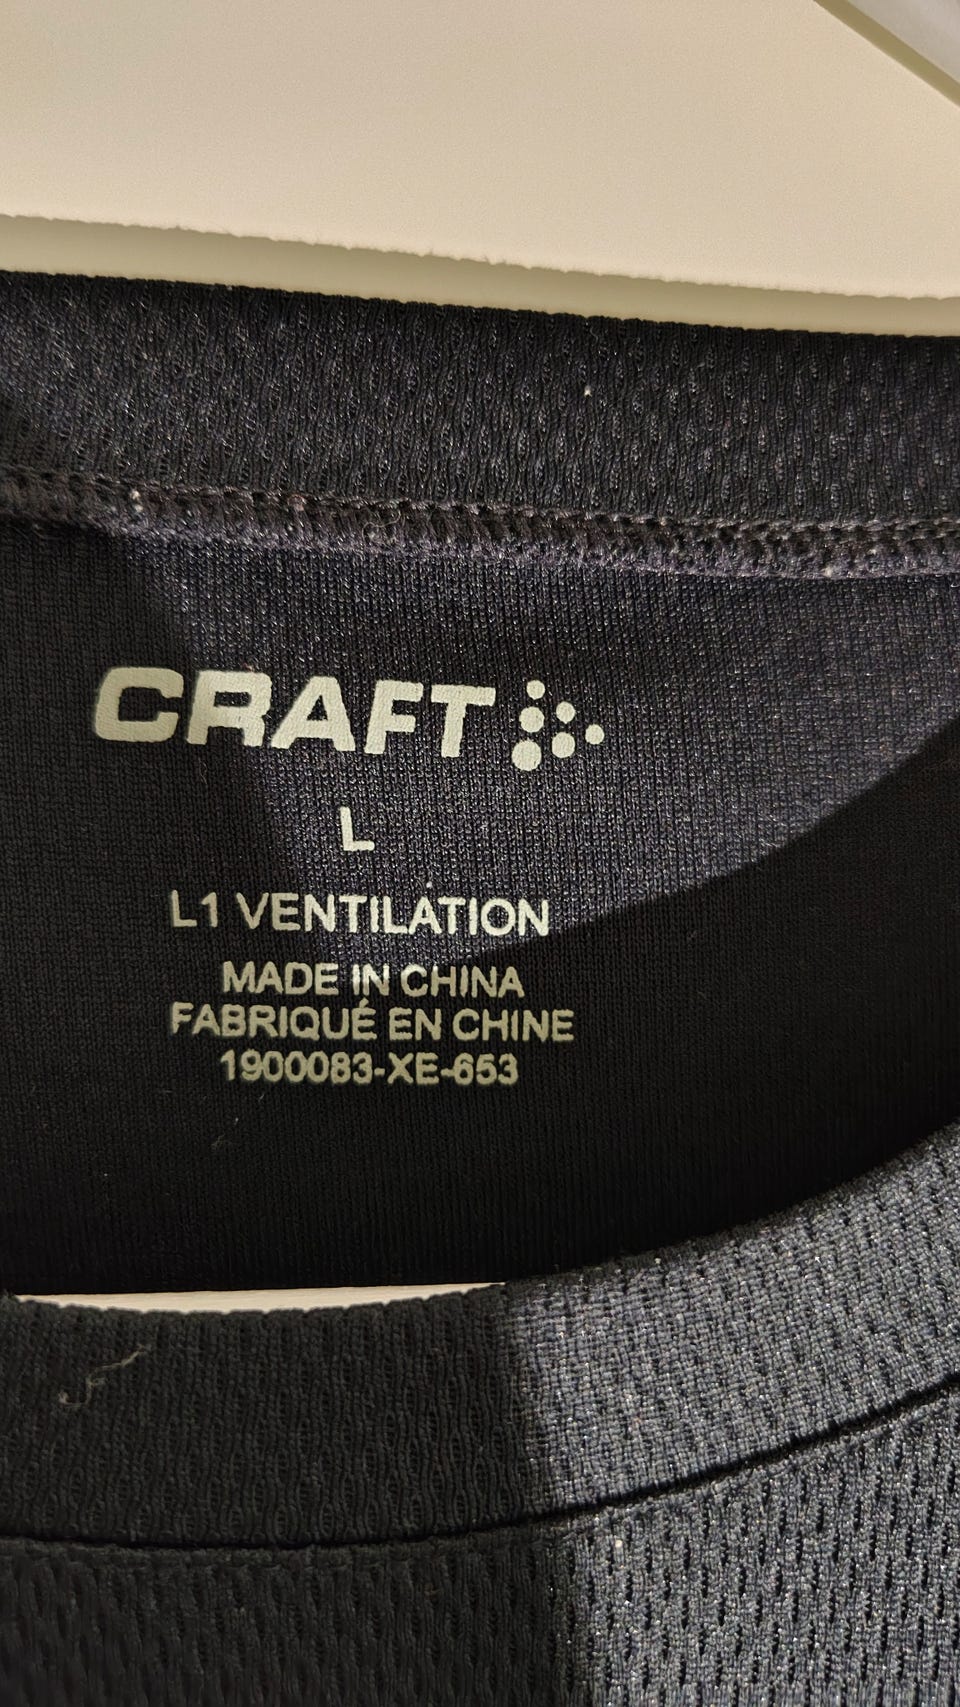 CRAFT
L
L1 VENTILATION
MADE IN CHINA
FABRIQUÉ EN CHINE
1900083-XE-653